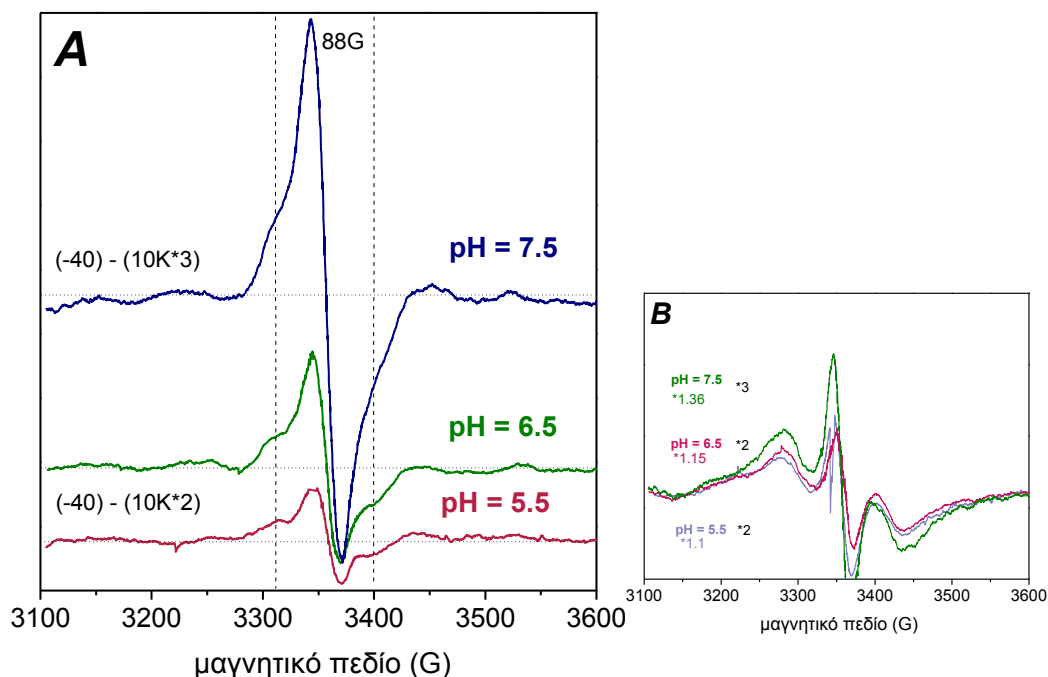 A
88G
(-40) - (10K*3)
pH = 7.5
pH = 6.5
(-40) - (10K*2)
pH = 5.5
3100 3200 3300 3400 3500 3600
μαγνητικό πεδίο (G)
B
pH = 7.5 *3
*1.36
pH = 6.5 *2
*1.15
pH = 5.5 *2
*1.1
3100 3200 3300 3400 3500 3600
μαγνητικό πεδίο (G)